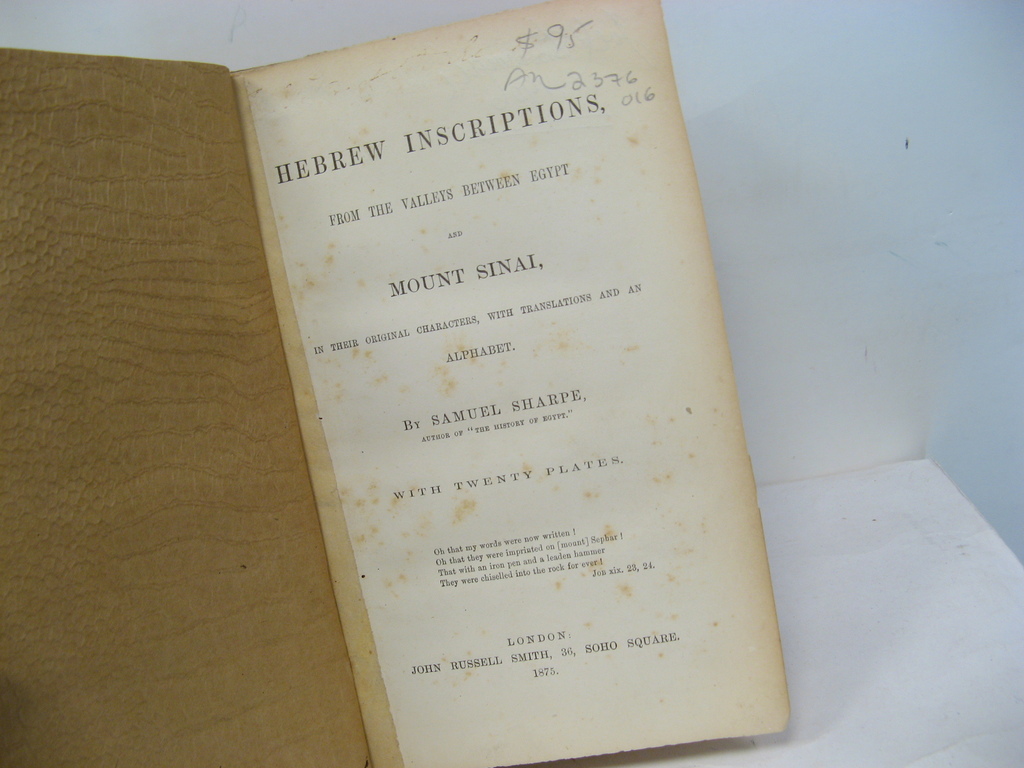 $95
An 2376
016
HEBREW INSCRIPTIONS,
FROM THE VALLEYS BETWEEN EGYPT
AND
MOUNT SINAI,
IN THEIR ORIGINAL CHARACTERS, WITH TRANSLATIONS AND AN
ALPHABET.
BY SAMUEL SHARPE,
AUTHOR OF "THE HISTORY OF EGYPT."
WITH TWENTY PLATES.
Oh that my words were now written!
Oh that they were imprinted on [mount] Sephar!
That with an iron pen and a leaden hammer
They were chiselled into the rock for ever!
JOB xix. 23, 24.
LONDON:
JOHN RUSSELL SMITH, 36, SOHO SQUARE.
1875.